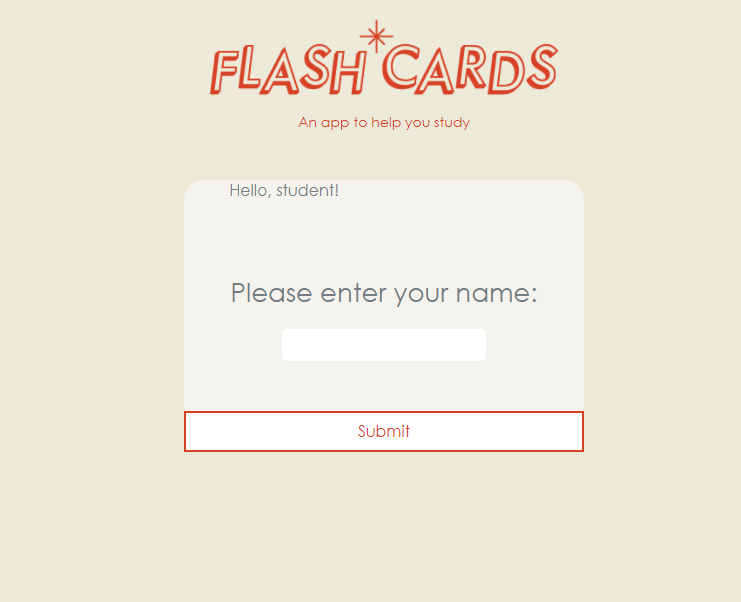 FLASH CARDS
An app to help you study
Hello, student!
Please enter your name:
Submit